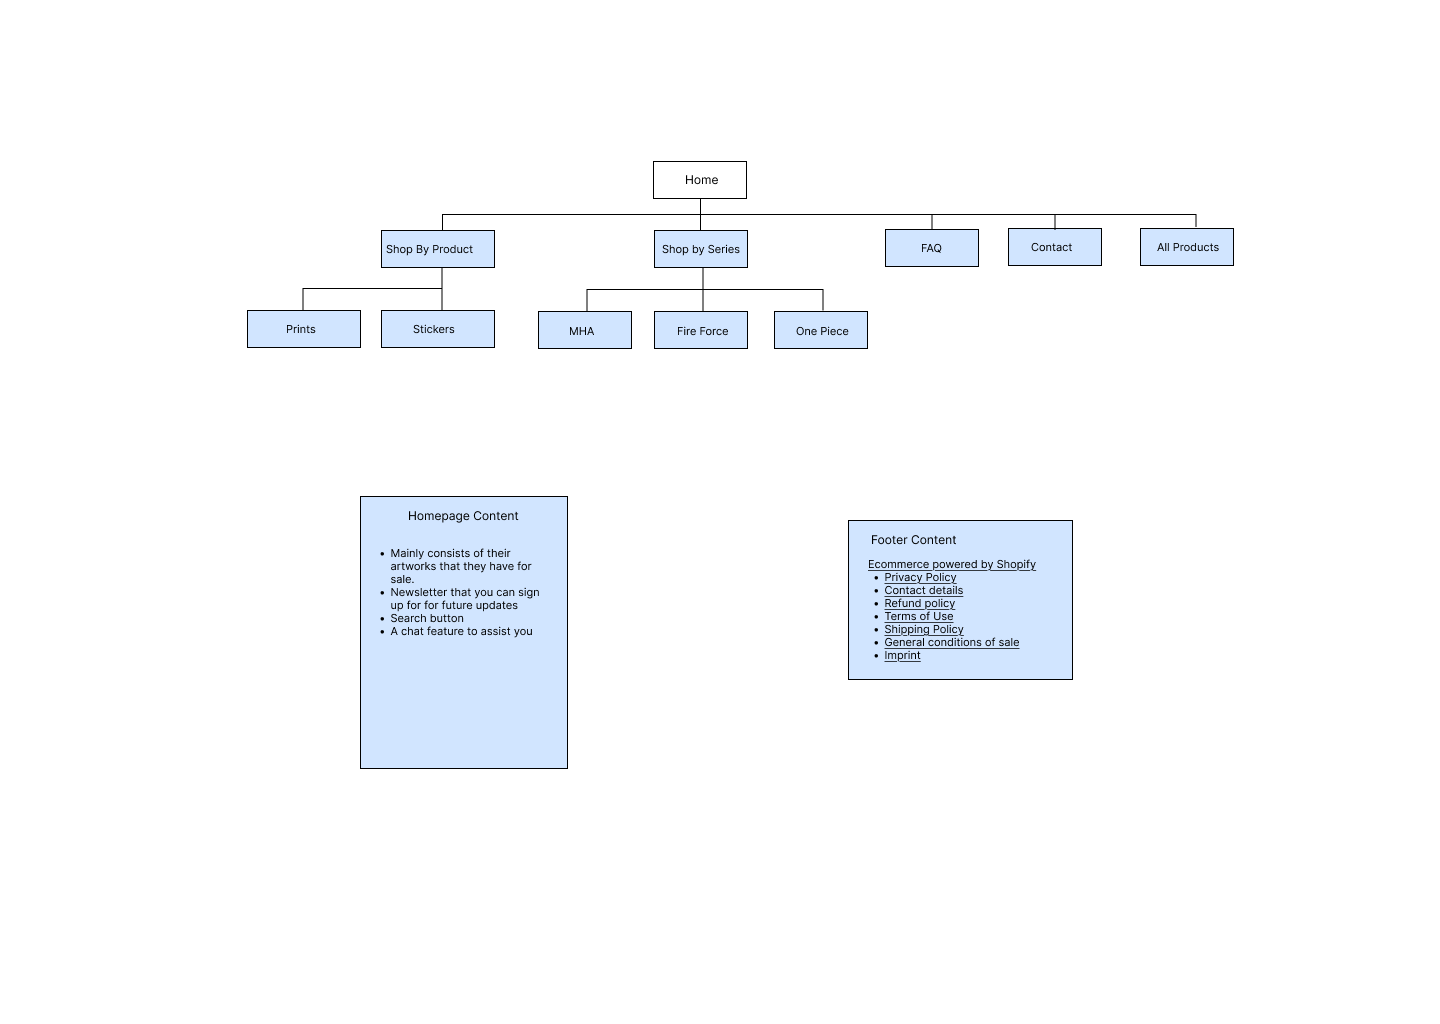 Home
Shop By Product
Shop by Series
FAQ
Contact
All Products
Prints
Stickers
MHA
Fire Force
One Piece
Homepage Content
• Mainly consists of their
artworks that they have for
sale.
• Newsletter that you can sign
up for for future updates
• Search button
• A chat feature to assist you
Footer Content
Ecommerce powered by Shopify
• Privacy Policy
• Contact details
• Refund policy
• Terms of Use
• Shipping Policy
• General conditions of sale
• Imprint